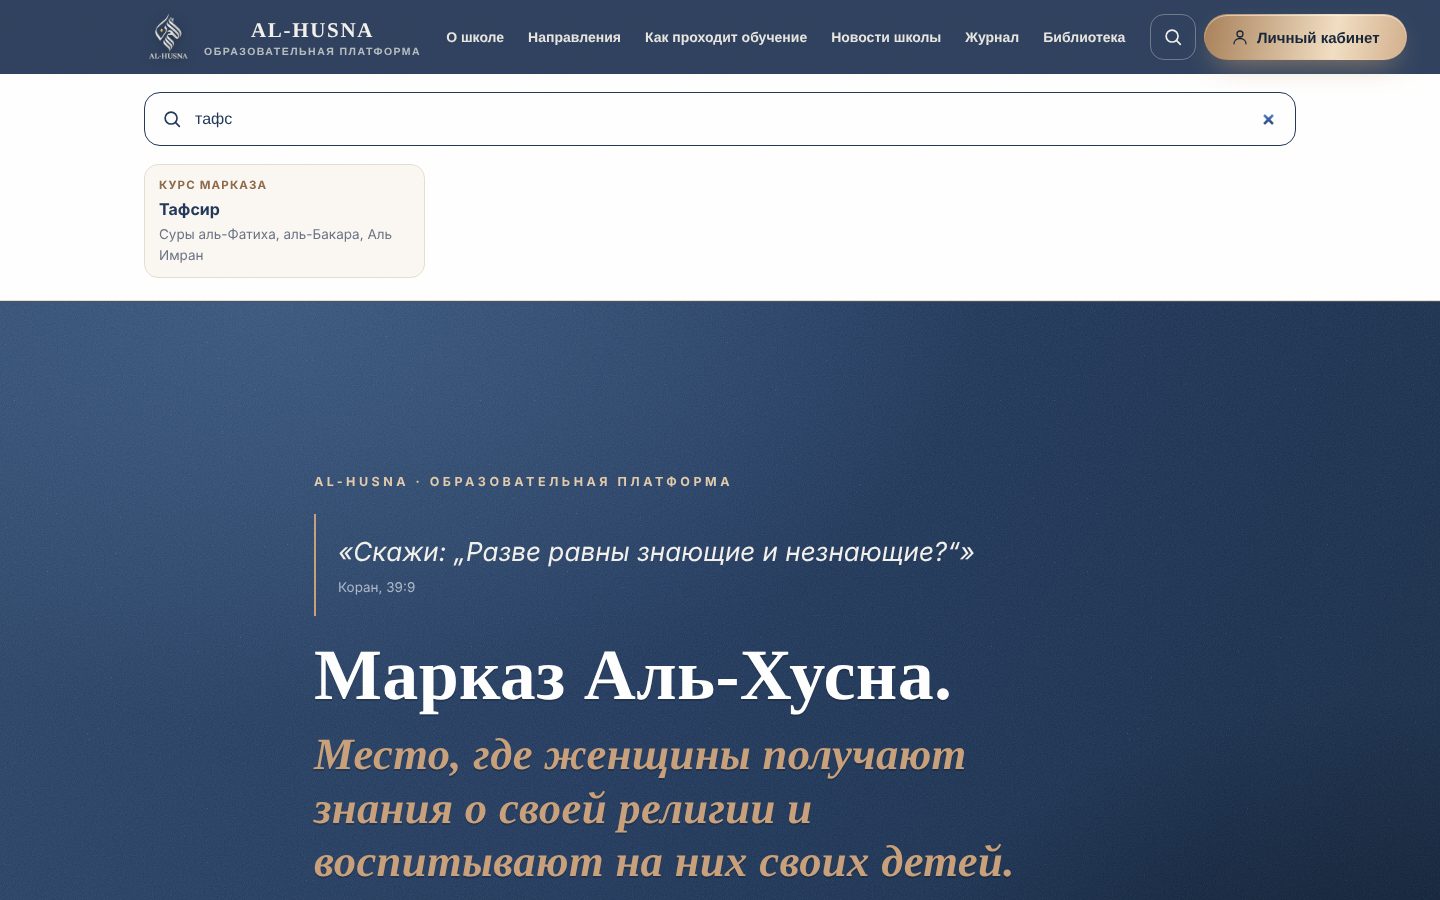 AL-HUSNA
AL-HUSNA
ОБРАЗОВАТЕЛЬНАЯ ПЛАТФОРМА
О школе
Направления
Как проходит обучение
Новости школы
Журнал
Библиотека
Личный кабинет
тафс
КУРС МАРКАЗА
Тафсир
Суры аль-Фатиха, аль-Бакара, Аль
Имран
AL-HUSNA · ОБРАЗОВАТЕЛЬНАЯ ПЛАТФОРМА
«Скажи: „Разве равны знающие и незнающие?“»
Коран, 39:9
Марказ Аль-Хусна.
Место, где женщины получают
знания о своей религии и
воспитывают на них своих детей.